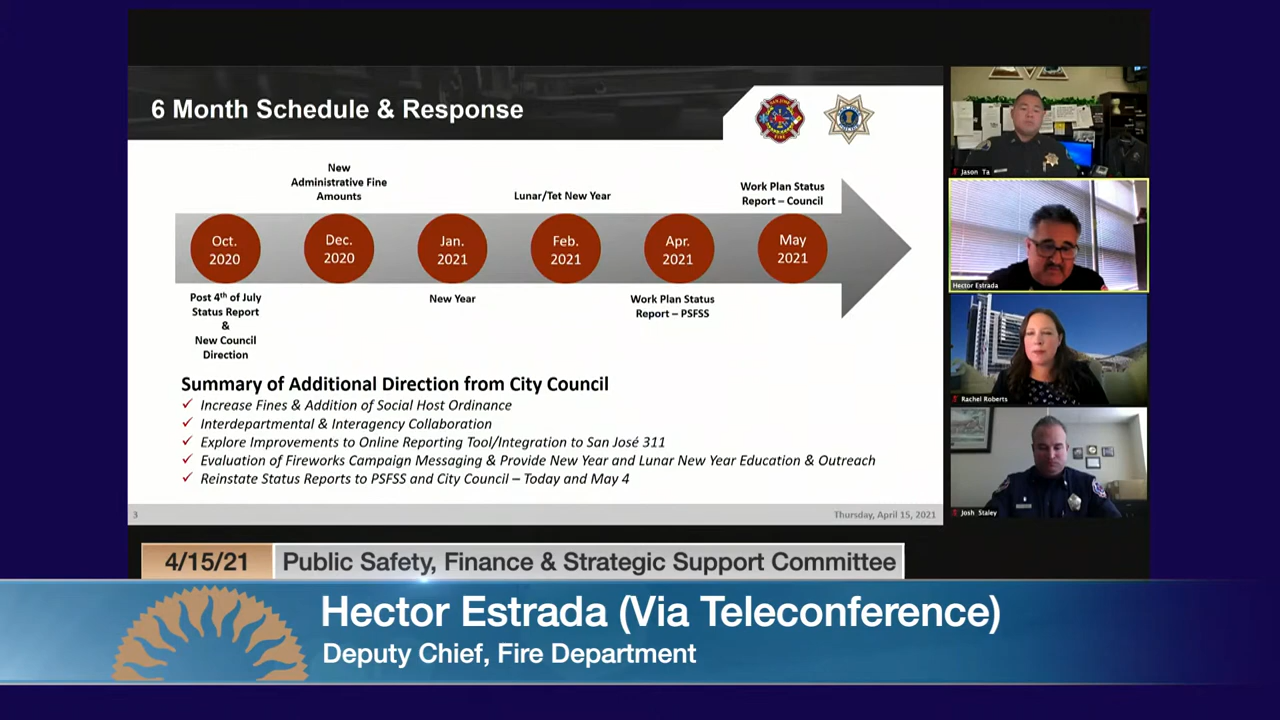 6 Month Schedule & Response
New
Administrative Fine
Amounts
Lunar/Tet New Year
Work Plan Status
Report – Council
Oct.
2020
Dec.
2020
Jan.
2021
Feb.
2021
Apr.
2021
May
2021
Post 4th of July
Status Report
&
New Council
Direction
New Year
Work Plan Status
Report – PSFSS
Summary of Additional Direction from City Council
✓ Increase Fines & Addition of Social Host Ordinance
✓ Interdepartmental & Interagency Collaboration
✓ Explore Improvements to Online Reporting Tool/Integration to San José 311
✓ Evaluation of Fireworks Campaign Messaging & Provide New Year and Lunar New Year Education & Outreach
✓ Reinstate Status Reports to PSFSS and City Council – Today and May 4
3
Thursday, April 15, 2021
Jason Ta
Hector Estrada
Rachel Roberts
Josh Staley
4/15/21
Public Safety, Finance & Strategic Support Committee
Hector Estrada (Via Teleconference)
Deputy Chief, Fire Department